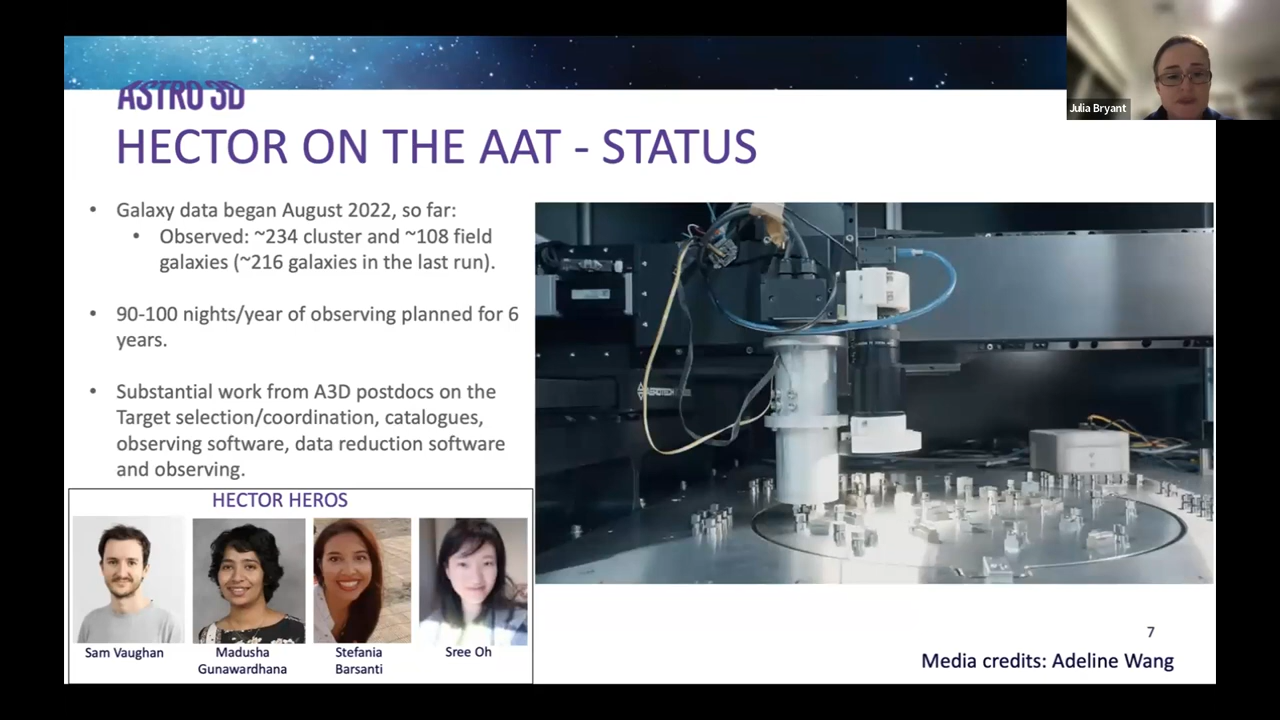 Julia Bryant
ASTRO 3D
HECTOR ON THE AAT - STATUS
• Galaxy data began August 2022, so far:
• Observed: ~234 cluster and ~108 field
galaxies (~216 galaxies in the last run).
• 90-100 nights/year of observing planned for 6
years.
• Substantial work from A3D postdocs on the
Target selection/coordination, catalogues,
observing software, data reduction software
and observing.
HECTOR HEROS
Sam Vaughan
Madusha
Gunawardhana
Stefania
Barsanti
Sree Oh
7
Media credits: Adeline Wang